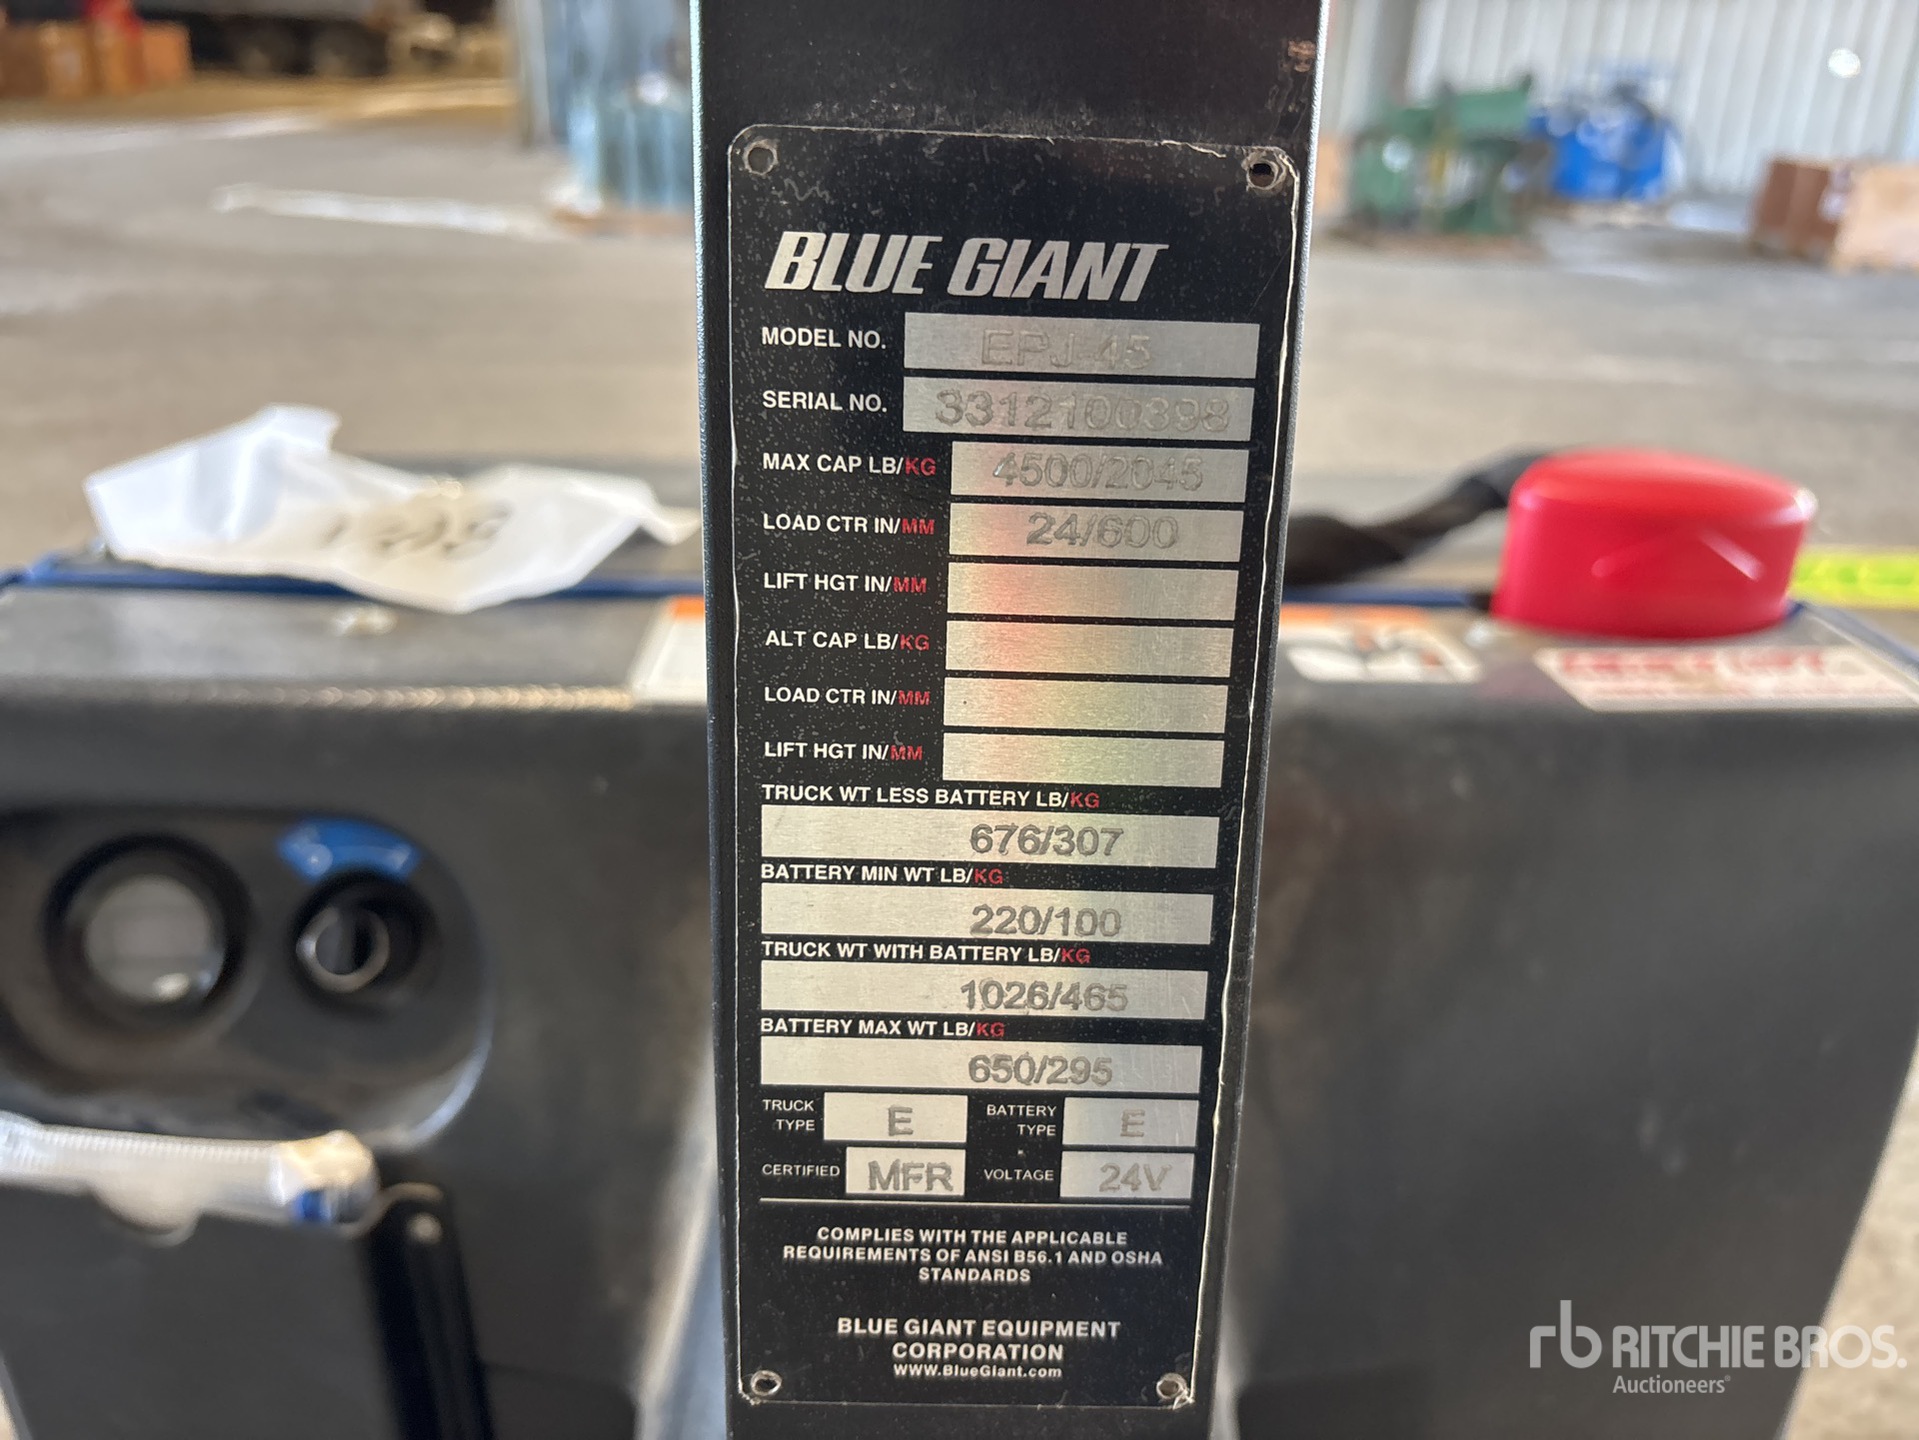 BLUE GIANT
MODEL NO. EPJ-45
SERIAL NO. 3312100398
MAX CAP LB/KG 4500/2045
LOAD CTR IN/MM 24/600
LIFT HGT IN/MM
ALT CAP LB/KG
LOAD CTR IN/MM
LIFT HGT IN/MM
TRUCK WT LESS BATTERY LB/KG
676/307
BATTERY MIN WT LB/KG
220/100
TRUCK WT WITH BATTERY LB/KG
1026/465
BATTERY MAX WT LB/KG
650/295
TRUCK TYPE E BATTERY TYPE E
CERTIFIED MFR VOLTAGE 24V
COMPLIES WITH THE APPLICABLE
REQUIREMENTS OF ANSI B56.1 AND OSHA
STANDARDS
BLUE GIANT EQUIPMENT
CORPORATION
WWW.BlueGiant.com
rb RITCHIE BROS.
Auctioneers®